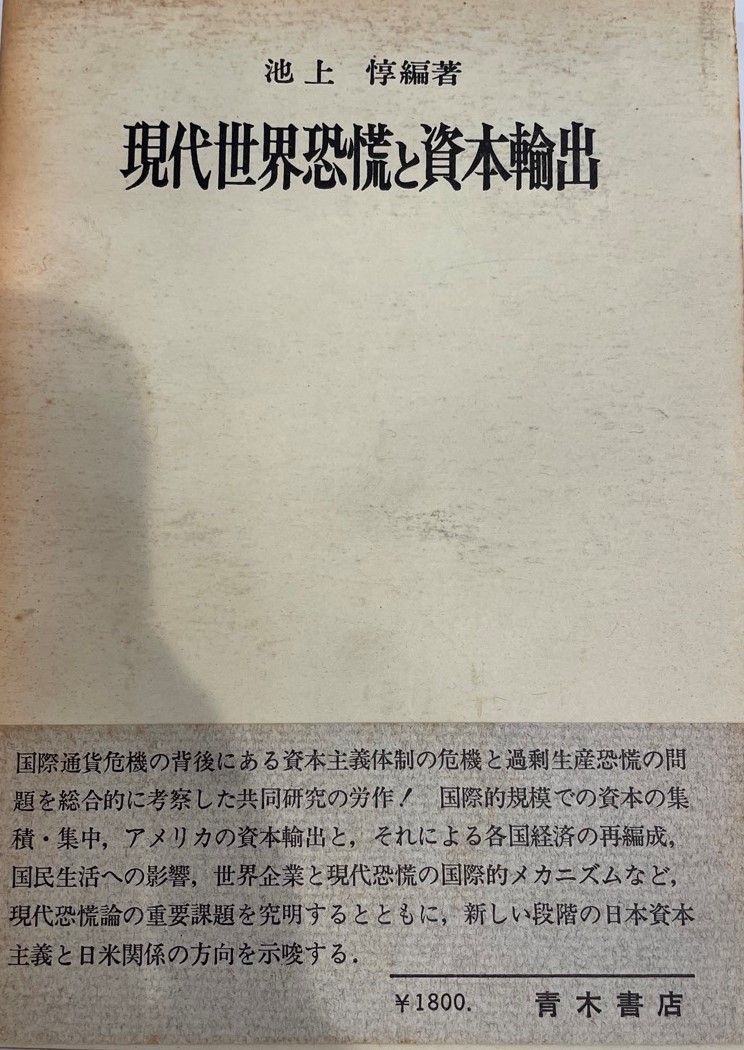 池上 惇編著
現代世界恐慌と資本輸出
国際通貨危機の背後にある資本主義体制の危機と過剰生産恐慌の問
題を総合的に考察した共同研究の労作！ 国際的規模での資本の集
積・集中，アメリカの資本輸出と，それによる各国経済の再編成，
国民生活への影響，世界企業と現代恐慌の国際的メカニズムなど，
現代恐慌論の重要課題を究明するとともに，新しい段階の日本資本
主義と日米関係の方向を示唆する．
￥1800. 青木書店